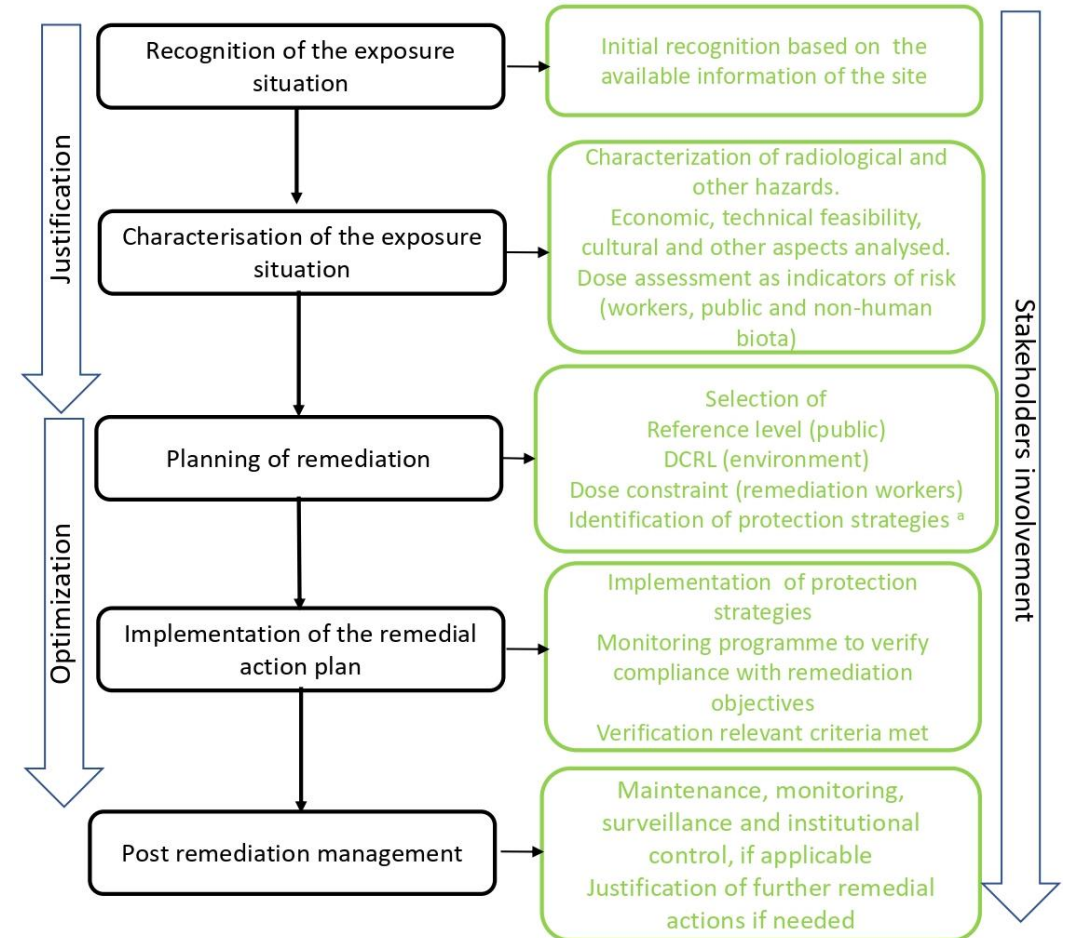 Recognition of the exposure
situation
Initial recognition based on the
available information of the site
Justification
Characterisation of the exposure
situation
Characterization of radiological and
other hazards.
Economic, technical feasibility,
cultural and other aspects analysed.
Dose assessment as indicators of risk
(workers, public and non-human
biota)
Stakeholders involvement
Planning of remediation
Selection of
Reference level (public)
DCRL (environment)
Dose constraint (remediation workers)
Identification of protection strategies ᵃ
Optimization
Implementation of the remedial
action plan
Implementation of protection
strategies
Monitoring programme to verify
compliance with remediation
objectives
Verification relevant criteria met
Post remediation management
Maintenance, monitoring,
surveillance and institutional
control, if applicable
Justification of further remedial
actions if needed